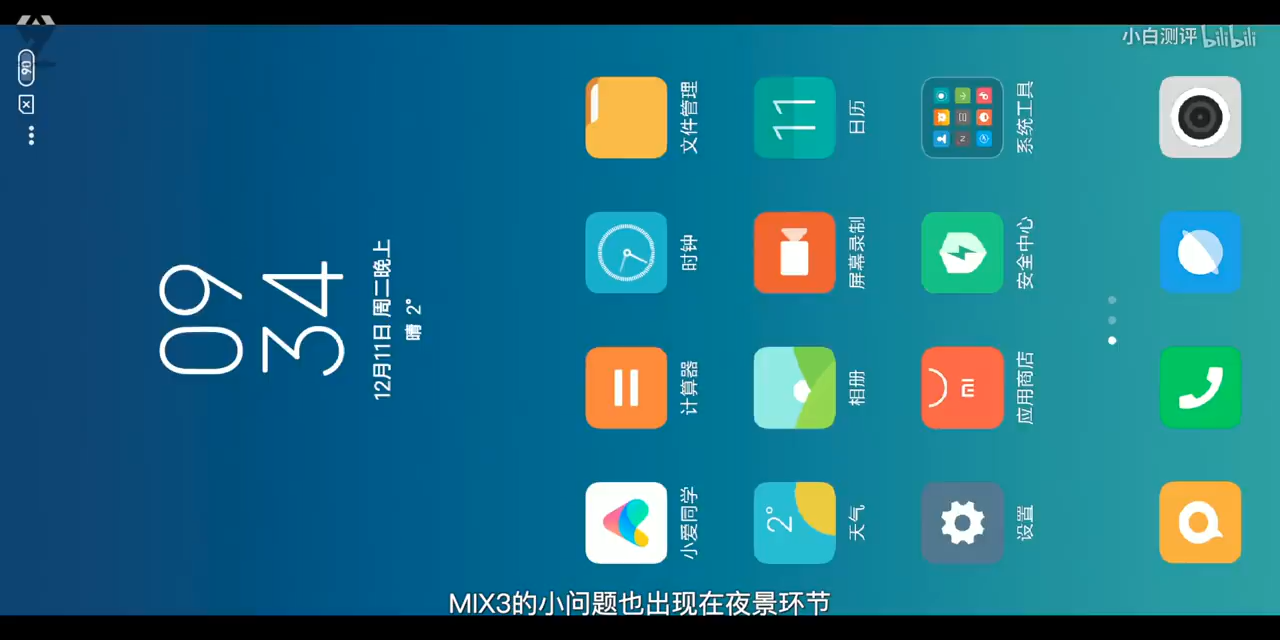 小白测评 bilibili
90
09
34
12月11日 周二晚上
晴 2°
小爱同学
计算器
时钟
文件管理
2°
天气
相册
屏幕录制
11
日历
设置
应用商店
安全中心
系统工具
MIX3的小问题也出现在夜景环节